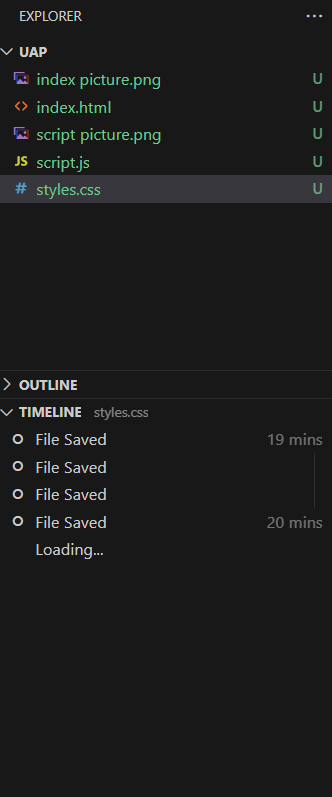 EXPLORER ...
UAP
index picture.png U
<> index.html U
script picture.png U
JS script.js U
# styles.css U
OUTLINE
TIMELINE styles.css
File Saved 19 mins
File Saved
File Saved
File Saved 20 mins
Loading...